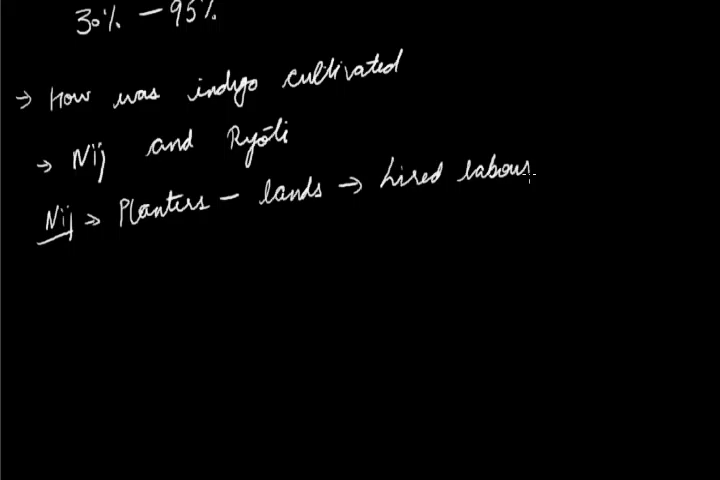 30% - 95%
→ How was indigo cultivated
→ Nij and Ryoti
Nij → Planters - lands → hired labour